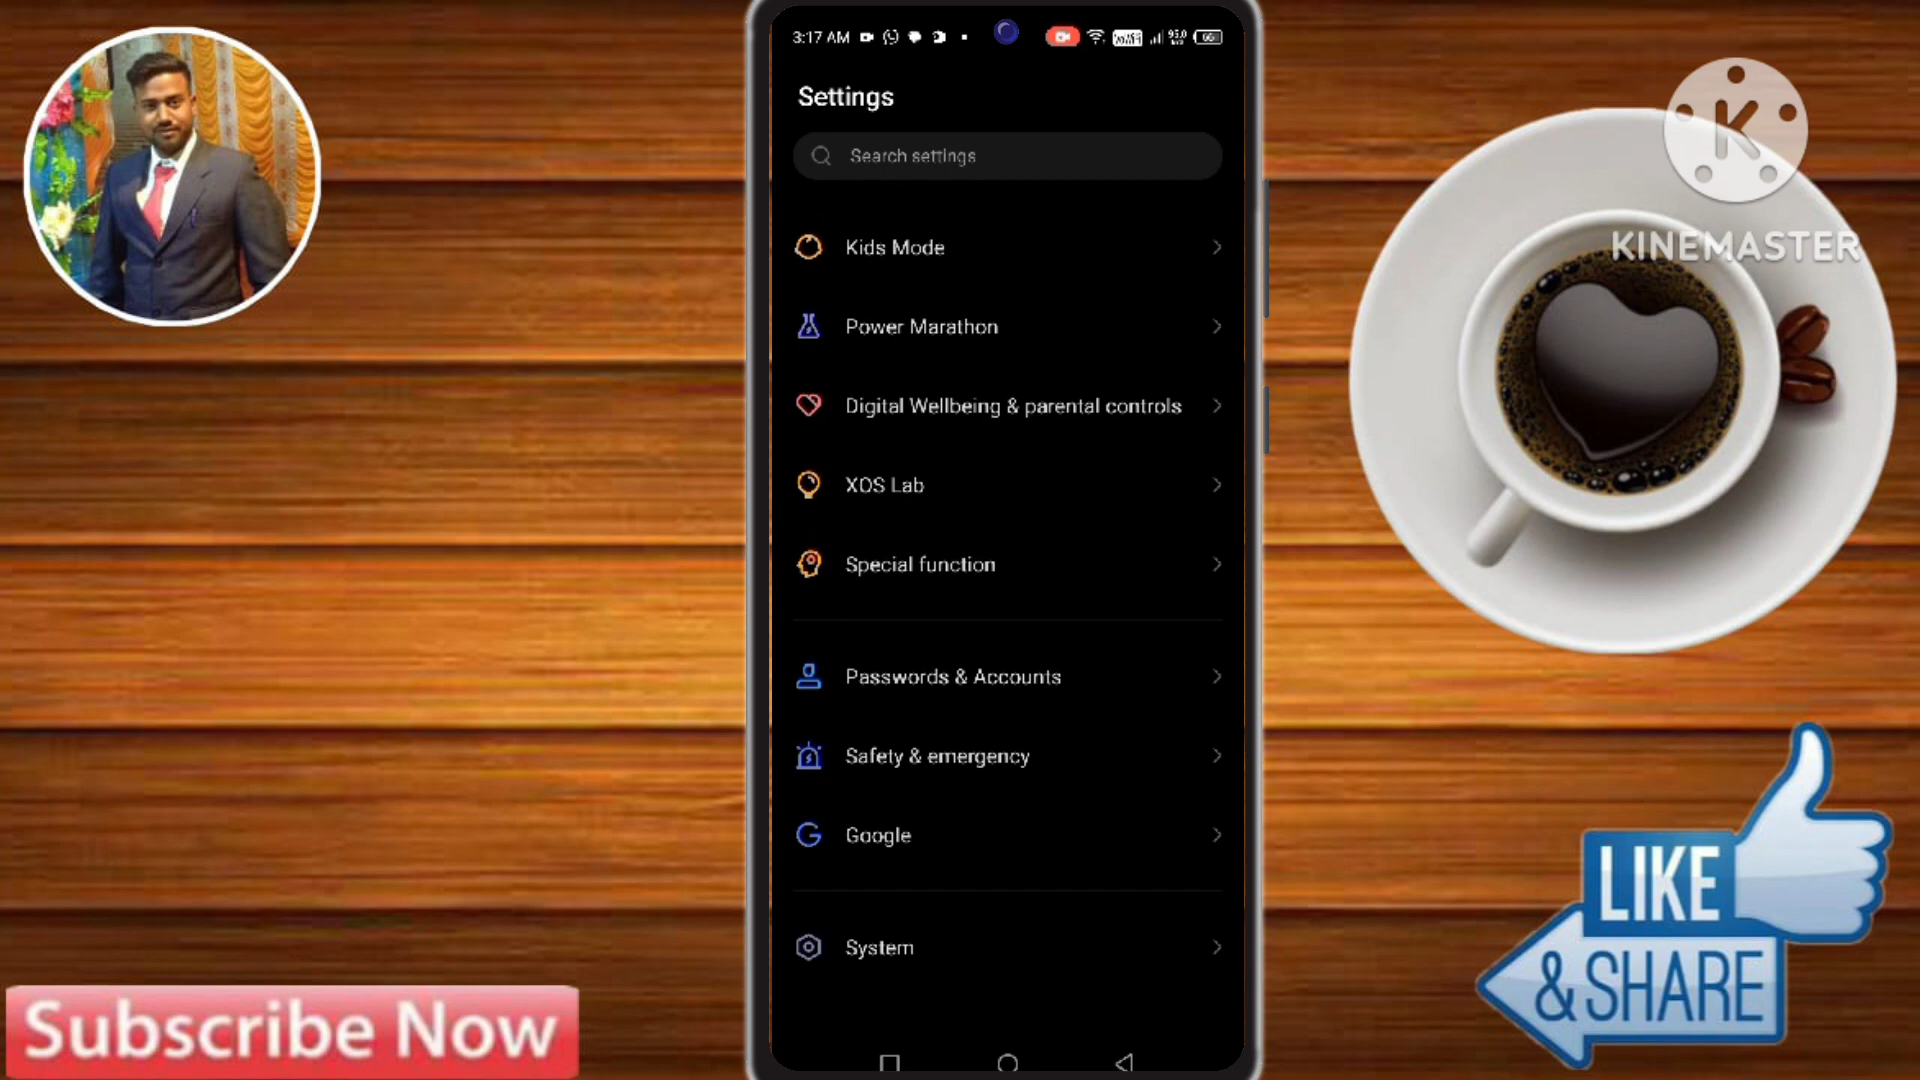 3:17 AM
Settings
Search settings
Kids Mode
Power Marathon
Digital Wellbeing & parental controls
XOS Lab
Special function
Passwords & Accounts
Safety & emergency
Google
System
K
KINEMASTER
LIKE
& SHARE
Subscribe Now